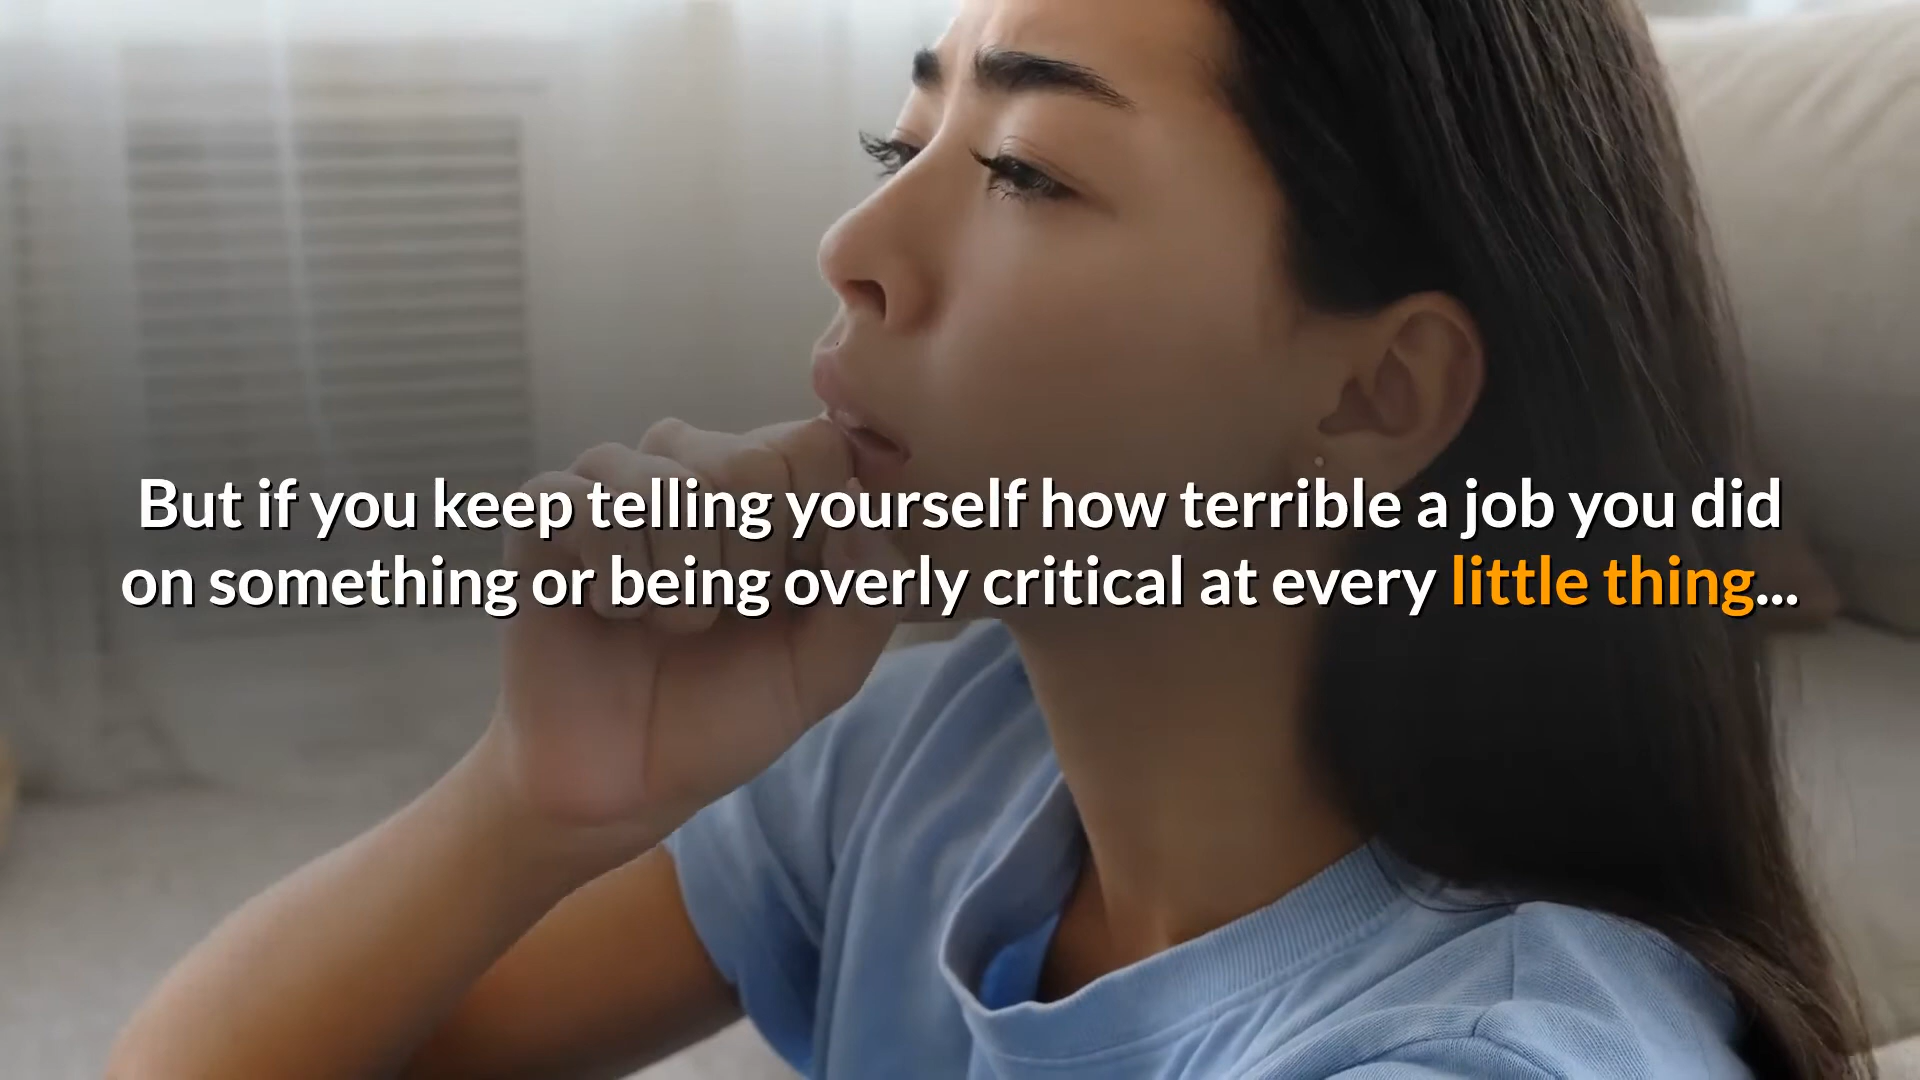 But if you keep telling yourself how terrible a job you did
on something or being overly critical at every little thing...